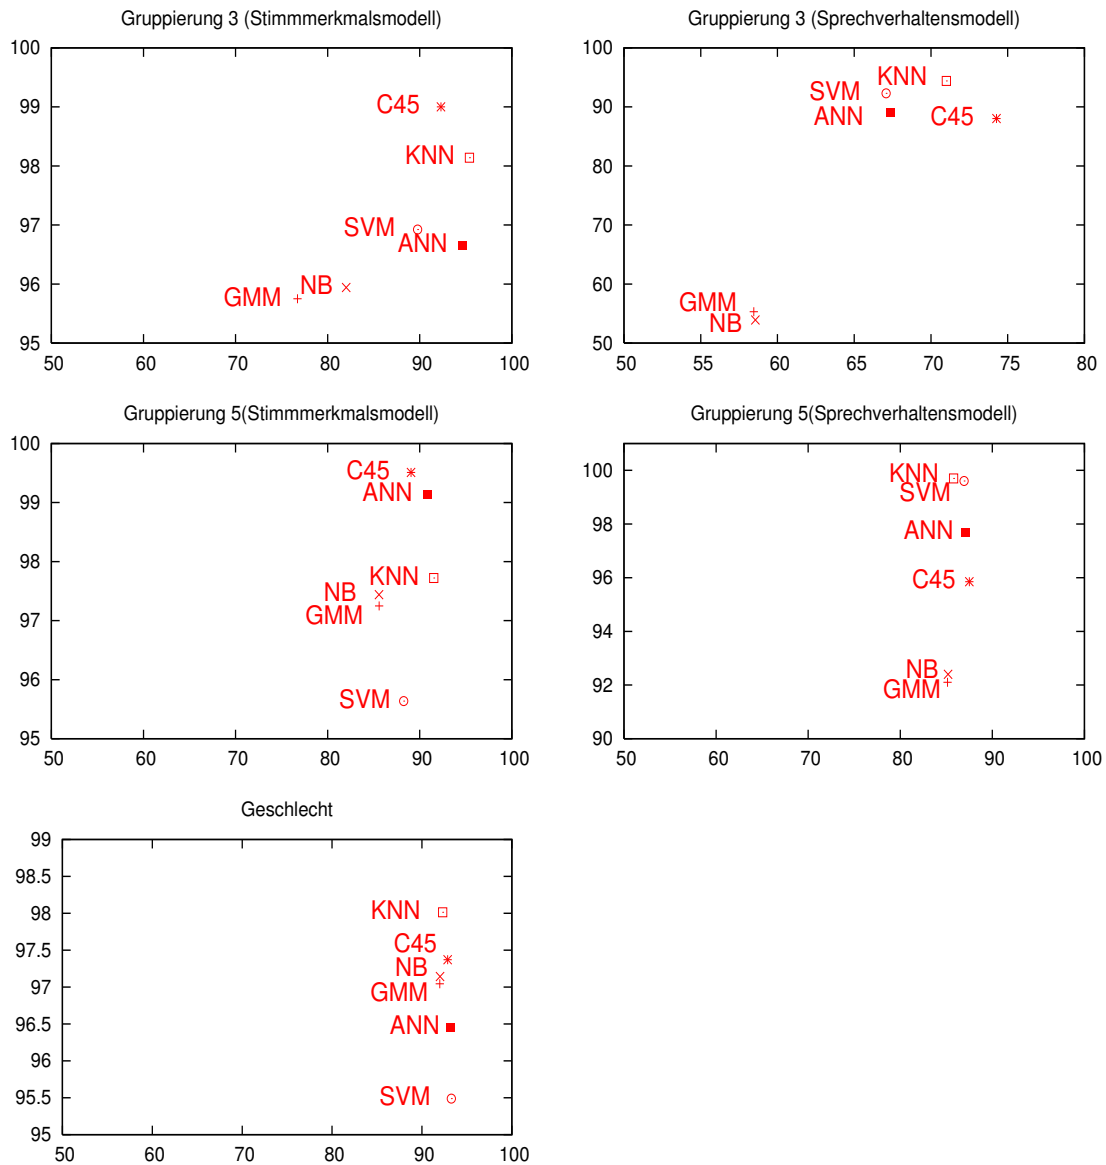 Gruppierung 3 (Stimmmerkmalsmodell)
100
99
98
97
96
95
50 60 70 80 90 100
C45
KNN
SVM
ANN
NB
GMM
Gruppierung 3 (Sprechverhaltensmodell)
100
90
80
70
60
50
50 55 60 65 70 75 80
KNN
SVM
ANN
C45
GMM
NB
Gruppierung 5(Stimmmerkmalsmodell)
100
99
98
97
96
95
50 60 70 80 90 100
C45
ANN
KNN
NB
GMM
SVM
Gruppierung 5(Sprechverhaltensmodell)
100
98
96
94
92
90
50 60 70 80 90 100
KNN
SVM
ANN
C45
NB
GMM
Geschlecht
99
98.5
98
97.5
97
96.5
96
95.5
95
50 60 70 80 90 100
KNN
C45
NB
GMM
ANN
SVM